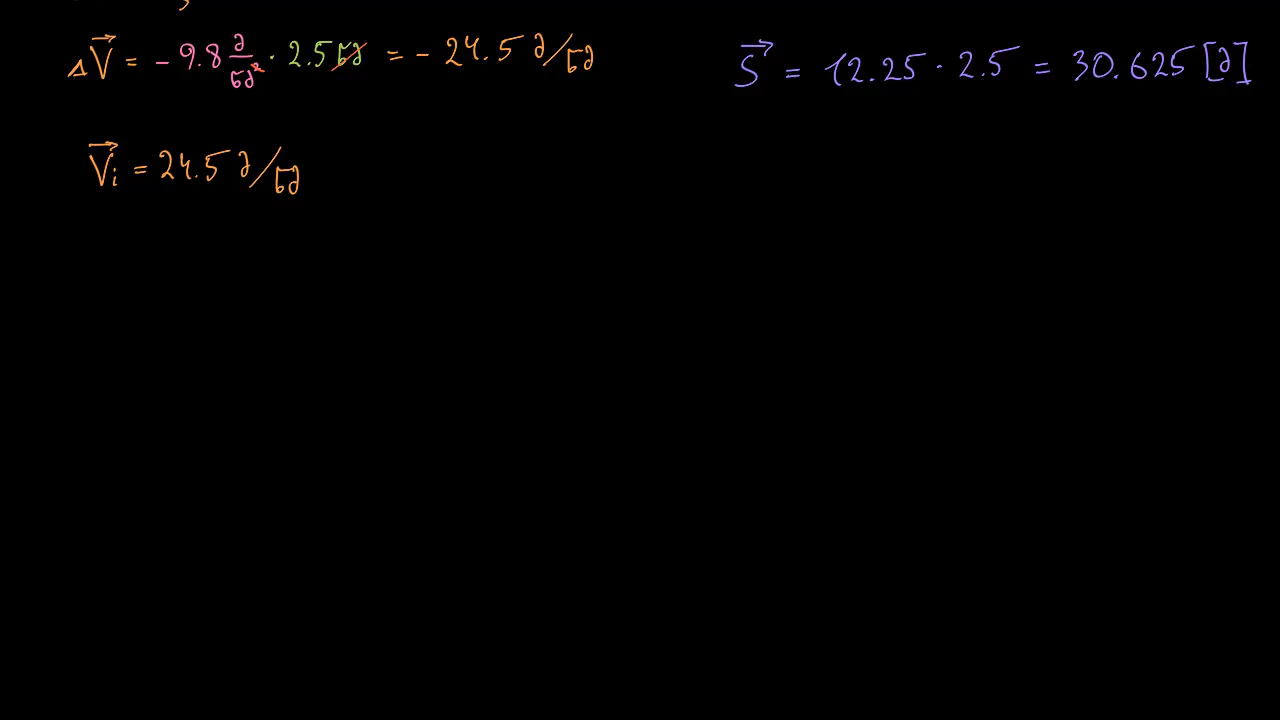 ΔV⃗ = - 9.8 მ/წმ² · 2.5 წმ = - 24.5 მ/წმ
S⃗ = 12.25 · 2.5 = 30.625 [მ]
V⃗i = 24.5 მ/წმ